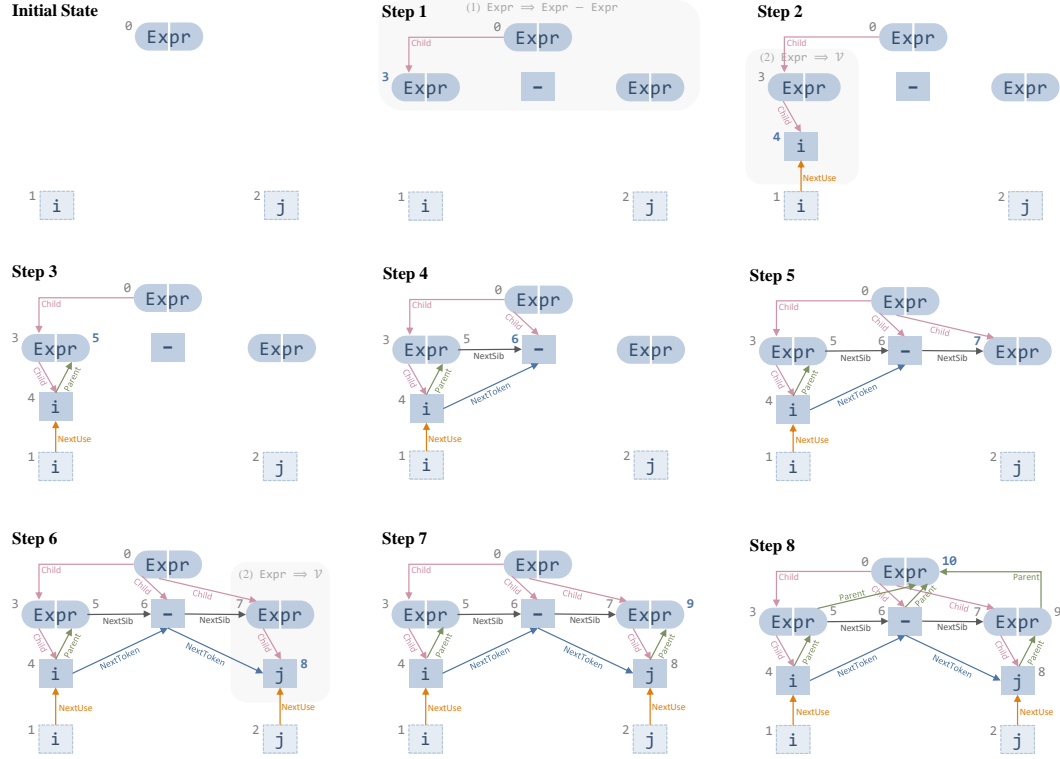 Initial State
0 Expr
1 i
2 j
Step 1
(1) Expr ⇒ Expr − Expr
0 Expr
Child
3 Expr - Expr
1 i
2 j
Step 2
0 Expr
Child
(2) Expr ⇒ 𝒱
3 Expr - Expr
Child
4 i
NextUse
1 i
2 j
Step 3
0 Expr
Child
3 Expr 5 - Expr
Child Parent
4 i
NextUse
1 i
2 j
Step 4
0 Expr
Child
Child
3 Expr 5 6 - Expr
NextSib
Child Parent
NextToken
4 i
NextUse
1 i
2 j
Step 5
0 Expr
Child
Child Child
3 Expr 5 6 - 7 Expr
NextSib NextSib
Child Parent
NextToken
4 i
NextUse
1 i
2 j
Step 6
0 Expr
(2) Expr ⇒ 𝒱
Child
Child Child
3 Expr 5 6 - 7 Expr
NextSib NextSib
Child Parent Child
NextToken NextToken
4 i j 8
NextUse NextUse
1 i
2 j
Step 7
0 Expr
Child
Child Child
3 Expr 5 6 - 7 Expr 9
NextSib NextSib
Child Parent Child Parent
NextToken NextToken
4 i j 8
NextUse NextUse
1 i
2 j
Step 8
0 Expr 10
Child Parent
Parent Child Parent Child
3 Expr 5 6 - 7 Expr 9
NextSib NextSib
Child Parent Child Parent
NextToken NextToken
4 i j 8
NextUse NextUse
1 i
2 j